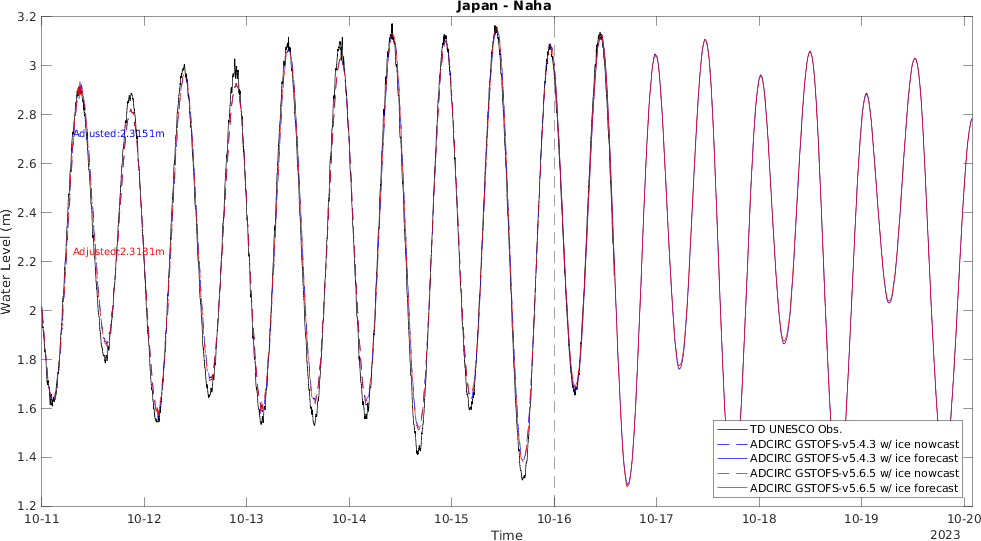 Japan - Naha
3.2
3
2.8
2.6
2.4
2.2
2
1.8
1.6
1.4
1.2
Water Level (m)
Adjusted:2.3151m
Adjusted:2.3131m
TD UNESCO Obs.
ADCIRC GSTOFS-v5.4.3 w/ ice nowcast
ADCIRC GSTOFS-v5.4.3 w/ ice forecast
ADCIRC GSTOFS-v5.6.5 w/ ice nowcast
ADCIRC GSTOFS-v5.6.5 w/ ice forecast
10-11 10-12 10-13 10-14 10-15 10-16 10-17 10-18 10-19 10-20
Time
2023